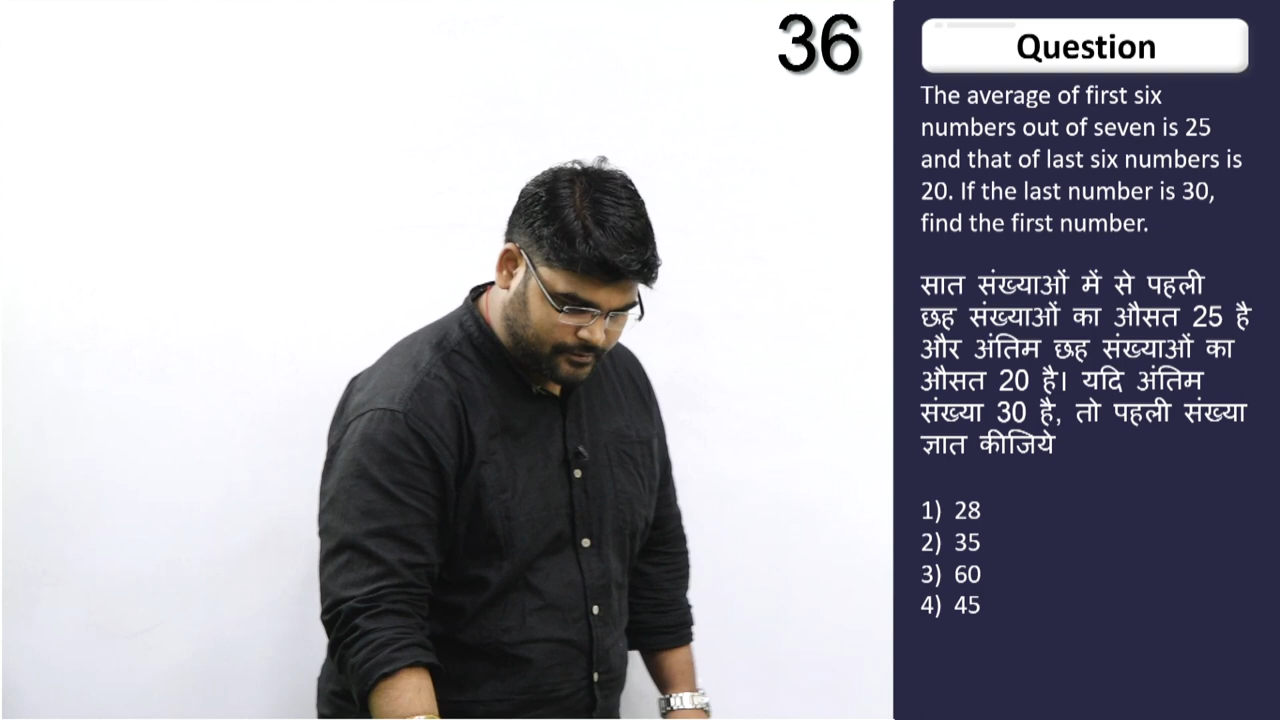 36
Question
The average of first six
numbers out of seven is 25
and that of last six numbers is
20. If the last number is 30,
find the first number.
सात संख्याओं में से पहली
छह संख्याओं का औसत 25 है
और अंतिम छह संख्याओं का
औसत 20 है। यदि अंतिम
संख्या 30 है, तो पहली संख्या
ज्ञात कीजिये
1) 28
2) 35
3) 60
4) 45